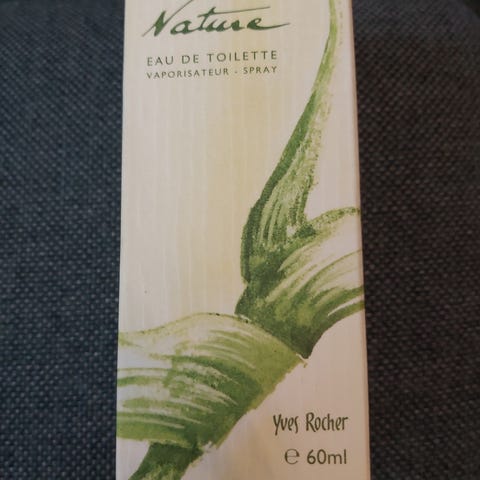 Nature
EAU DE TOILETTE
VAPORISATEUR - SPRAY
Yves Rocher
℮ 60ml